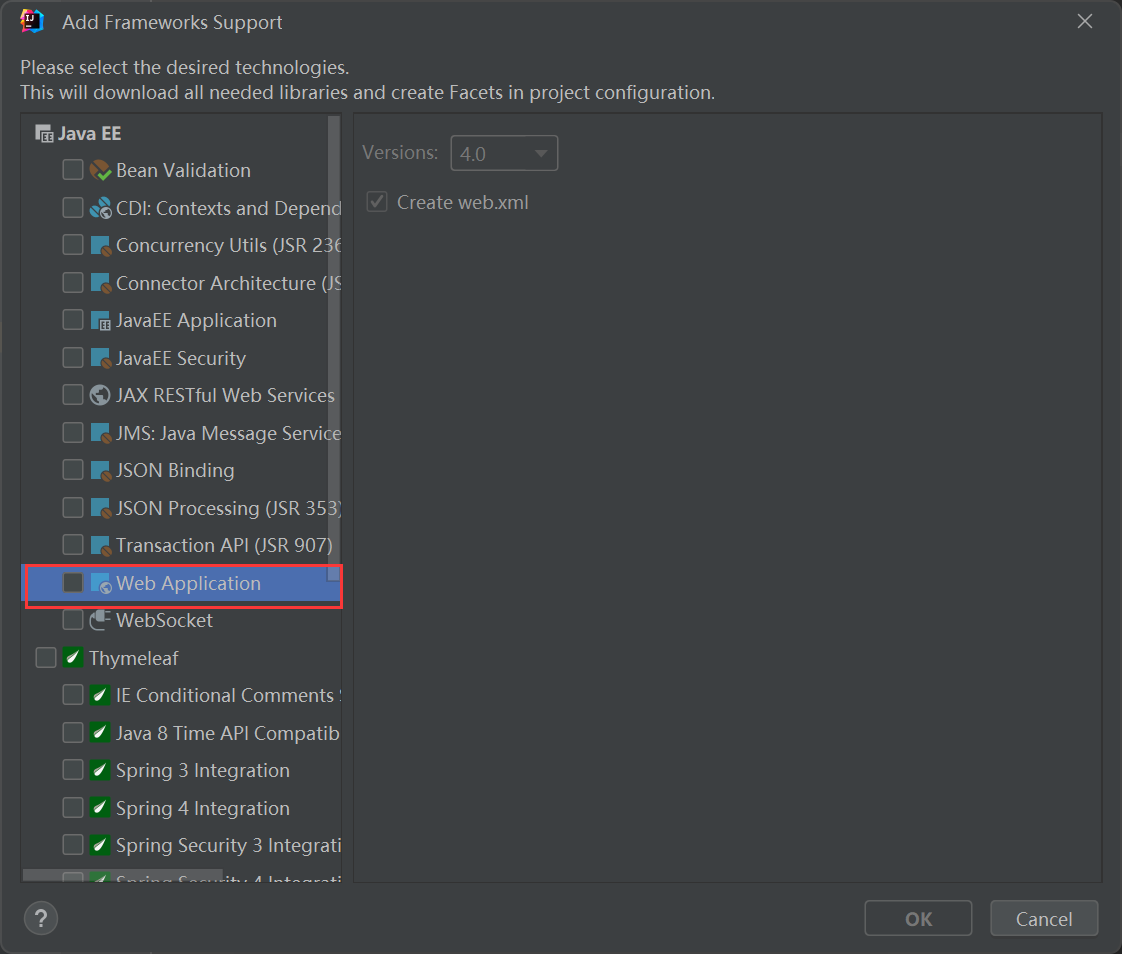 Add Frameworks Support
Please select the desired technologies.
This will download all needed libraries and create Facets in project configuration.
Java EE
Bean Validation
CDI: Contexts and Depend
Concurrency Utils (JSR 236
Connector Architecture (JS
JavaEE Application
JavaEE Security
JAX RESTful Web Services
JMS: Java Message Service
JSON Binding
JSON Processing (JSR 353)
Transaction API (JSR 907)
Web Application
WebSocket
Thymeleaf
IE Conditional Comments S
Java 8 Time API Compatib
Spring 3 Integration
Spring 4 Integration
Spring Security 3 Integrati
Spring Security 4 Integrati
Versions: 4.0
Create web.xml
?
OK
Cancel